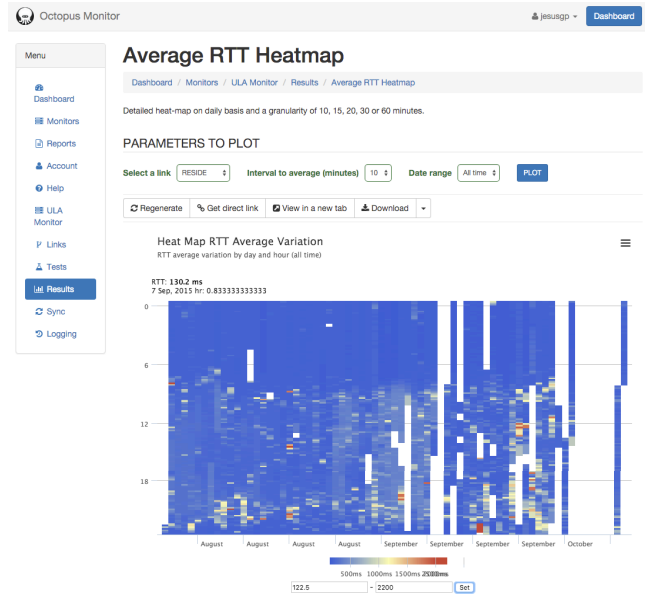 Octopus Monitor
jesusgp
Dashboard
Menu
Dashboard
Monitors
Reports
Account
Help
ULA
Monitor
Links
Tests
Results
Sync
Logging
Average RTT Heatmap
Dashboard / Monitors / ULA Monitor / Results / Average RTT Heatmap
Detailed heat-map on daily basis and a granularity of 10, 15, 20, 30 or 60 minutes.
PARAMETERS TO PLOT
Select a link RESIDE Interval to average (minutes) 10 Date range All time PLOT
Regenerate Get direct link View in a new tab Download
Heat Map RTT Average Variation
RTT average variation by day and hour (all time)
RTT: 130.2 ms
7 Sep, 2015 hr: 0.833333333333
0
6
12
18
August August August August September September September September October
500ms 1000ms 1500ms
122.5 - 2200 Set